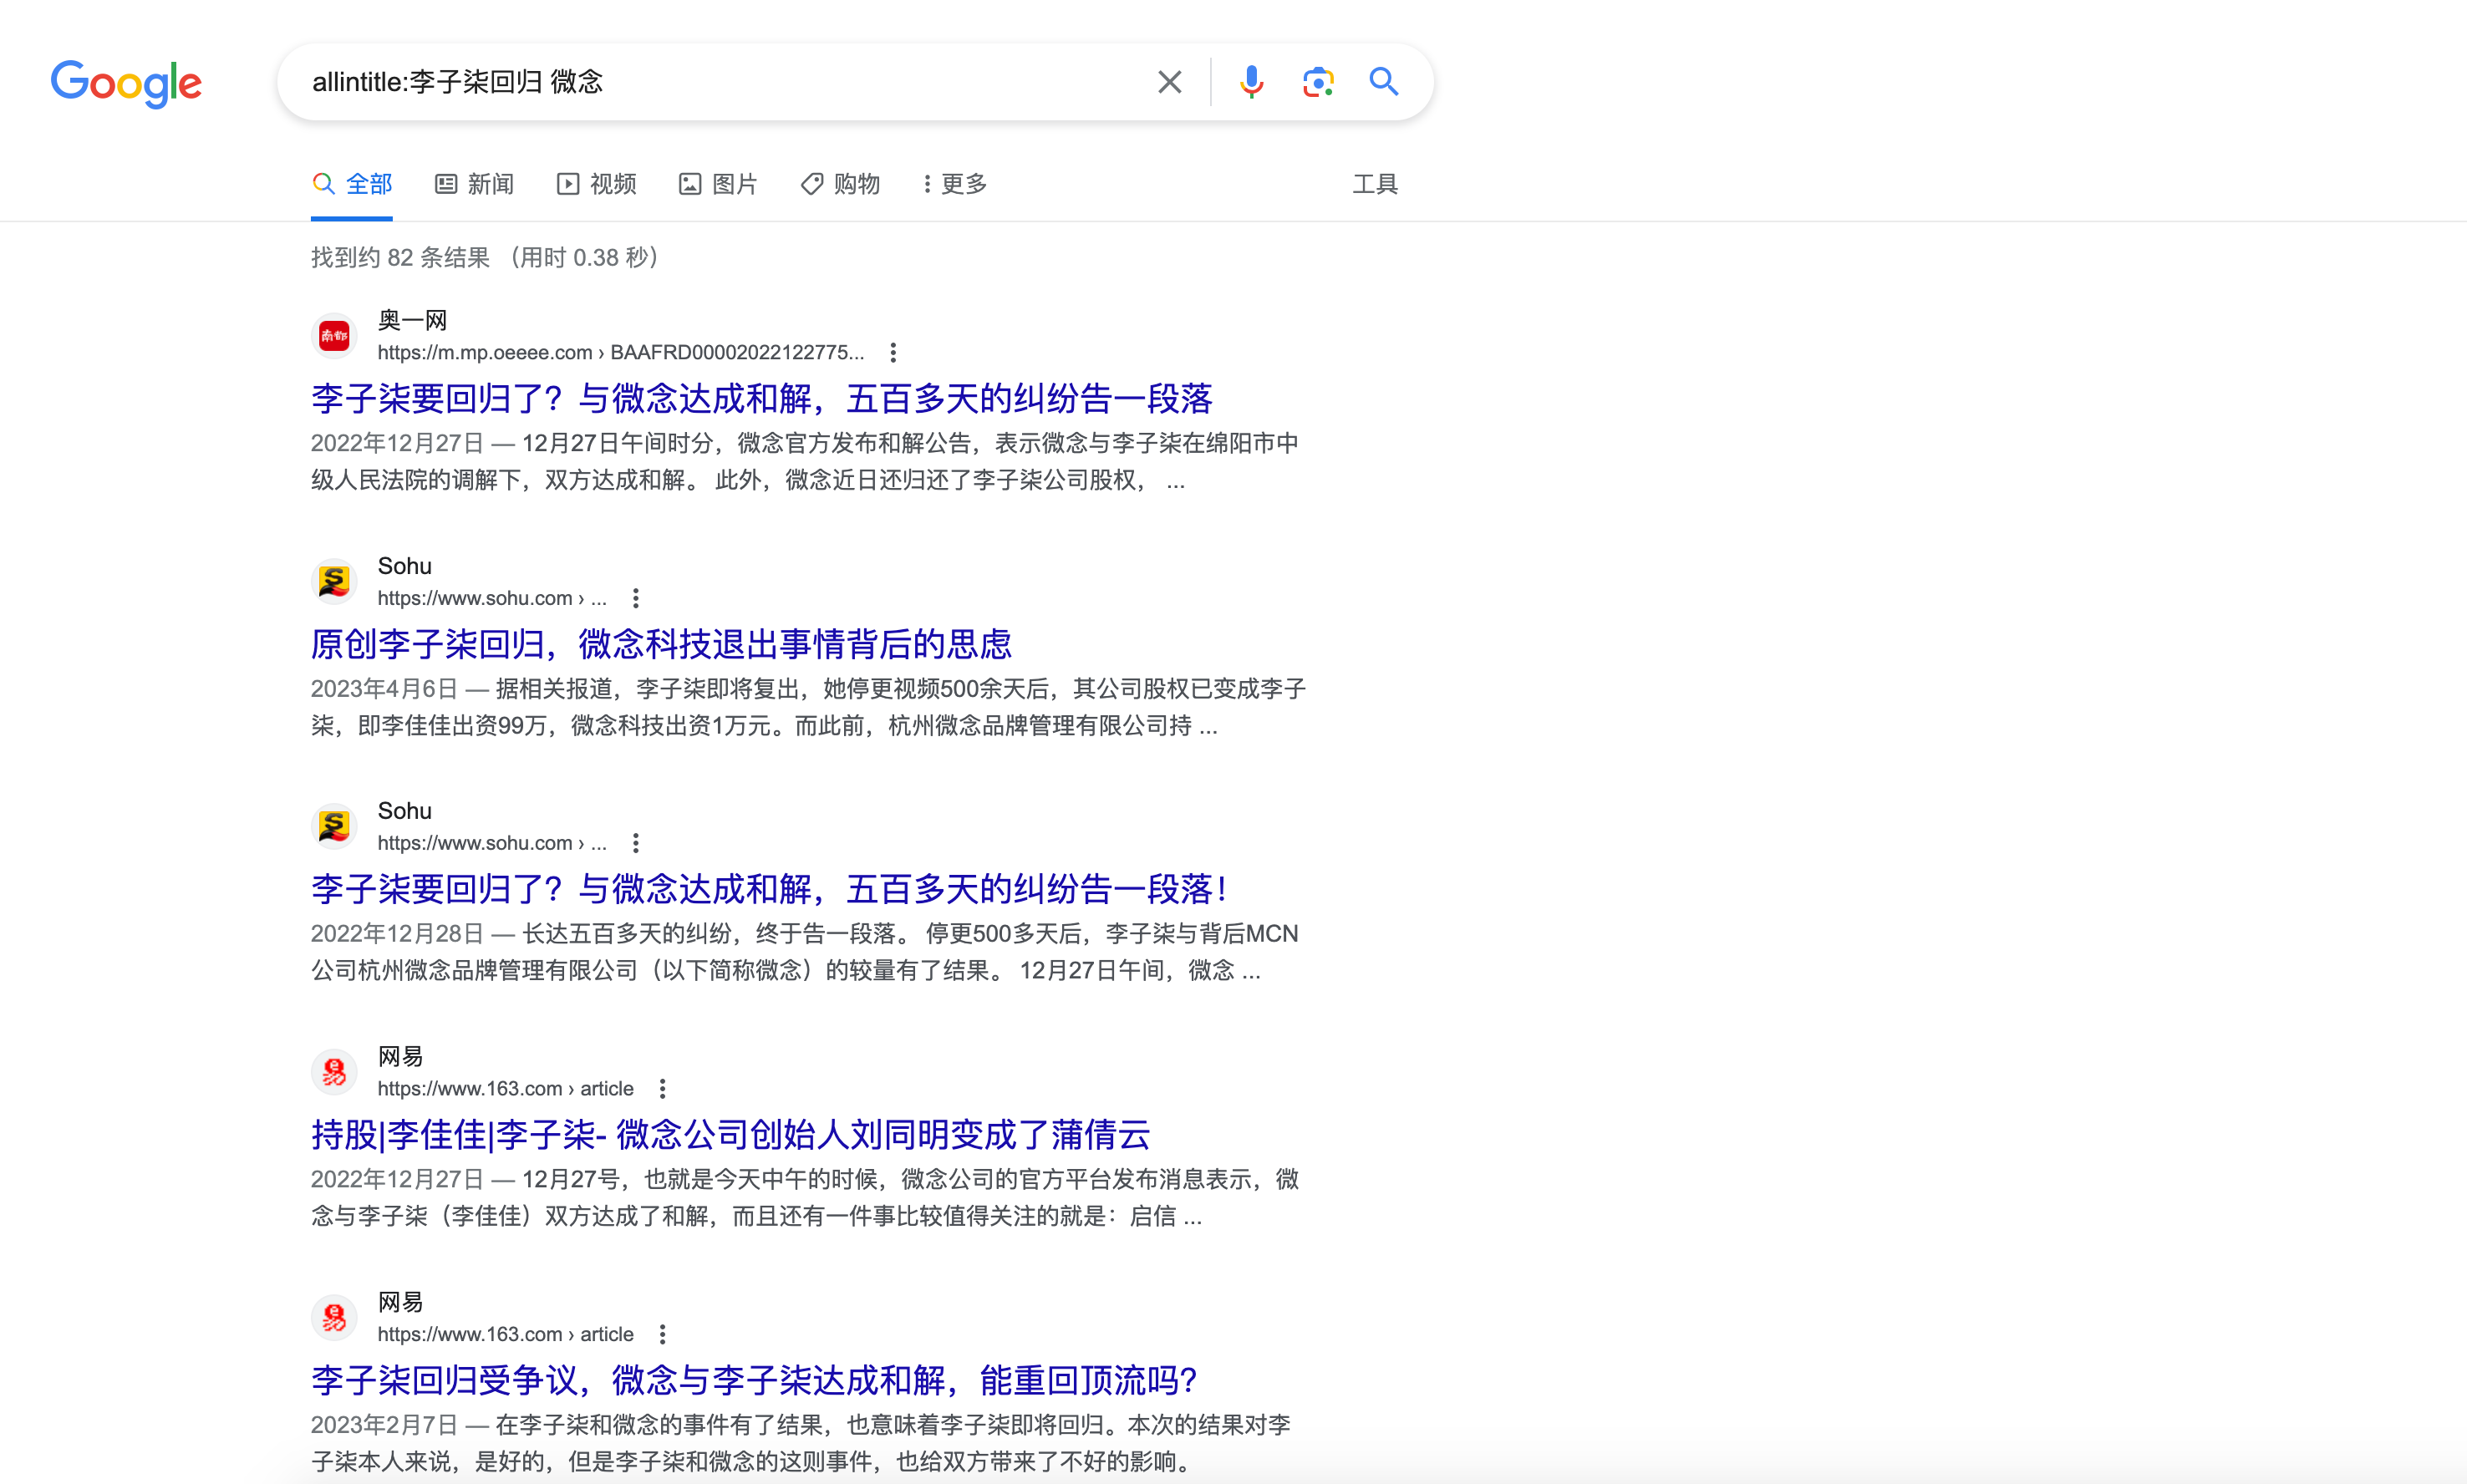 Google
allintitle:李子柒回归 微念
全部 新闻 视频 图片 购物 更多 工具
找到约 82 条结果 （用时 0.38 秒）
南都
奥一网
https://m.mp.oeeee.com › BAAFRD00002022122775...
李子柒要回归了？与微念达成和解，五百多天的纠纷告一段落
2022年12月27日 — 12月27日午间时分，微念官方发布和解公告，表示微念与李子柒在绵阳市中
级人民法院的调解下，双方达成和解。 此外，微念近日还归还了李子柒公司股权， ...
Sohu
https://www.sohu.com › ...
原创李子柒回归，微念科技退出事情背后的思虑
2023年4月6日 — 据相关报道，李子柒即将复出，她停更视频500余天后，其公司股权已变成李子
柒，即李佳佳出资99万，微念科技出资1万元。而此前，杭州微念品牌管理有限公司持 ...
Sohu
https://www.sohu.com › ...
李子柒要回归了？与微念达成和解，五百多天的纠纷告一段落！
2022年12月28日 — 长达五百多天的纠纷，终于告一段落。 停更500多天后，李子柒与背后MCN
公司杭州微念品牌管理有限公司（以下简称微念）的较量有了结果。 12月27日午间，微念 ...
网易
https://www.163.com › article
持股|李佳佳|李子柒- 微念公司创始人刘同明变成了蒲倩云
2022年12月27日 — 12月27号，也就是今天中午的时候，微念公司的官方平台发布消息表示，微
念与李子柒（李佳佳）双方达成了和解，而且还有一件事比较值得关注的就是：启信 ...
网易
https://www.163.com › article
李子柒回归受争议，微念与李子柒达成和解，能重回顶流吗?
2023年2月7日 — 在李子柒和微念的事件有了结果，也意味着李子柒即将回归。本次的结果对李
子柒本人来说，是好的，但是李子柒和微念的这则事件，也给双方带来了不好的影响。